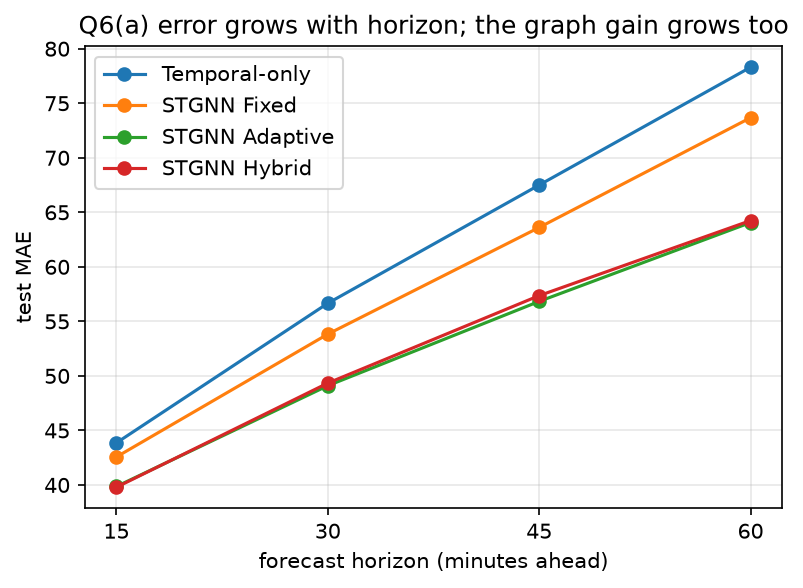 Q6(a) error grows with horizon; the graph gain grows too
Temporal-only
STGNN Fixed
STGNN Adaptive
STGNN Hybrid
test MAE
80
75
70
65
60
55
50
45
40
15 30 45 60
forecast horizon (minutes ahead)